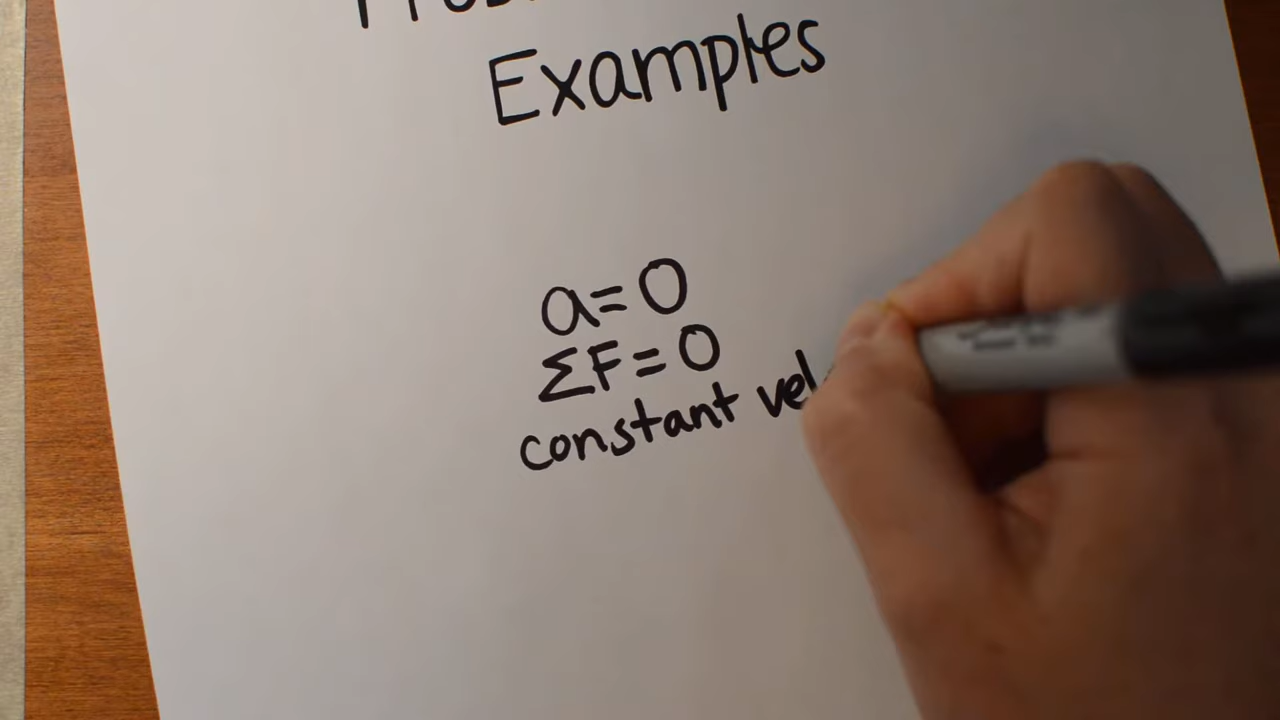 Examples
a=0
ΣF=0
constant vel